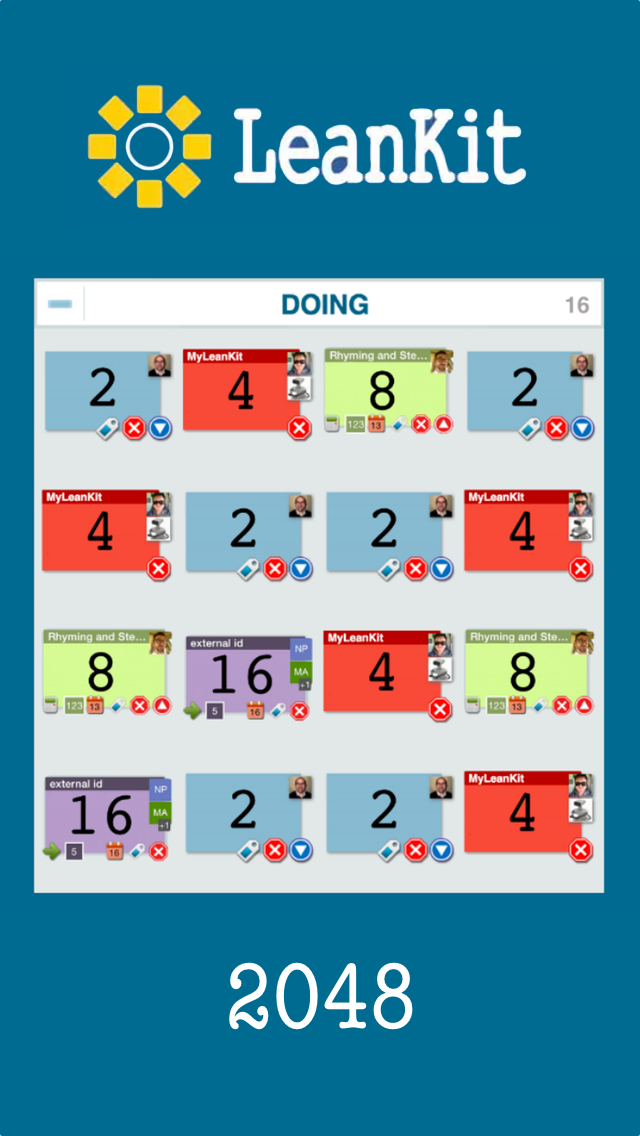 LeanKit
DOING 16
2 MyLeanKit 4 Rhyming and Ste... 8 123 13 2
MyLeanKit 4 2 2 MyLeanKit 4
Rhyming and Ste... 8 123 13 external id 16 NP MA +1 5 16 MyLeanKit 4 Rhyming and Ste... 8 123 13
external id 16 NP MA +1 5 16 2 2 MyLeanKit 4
2048